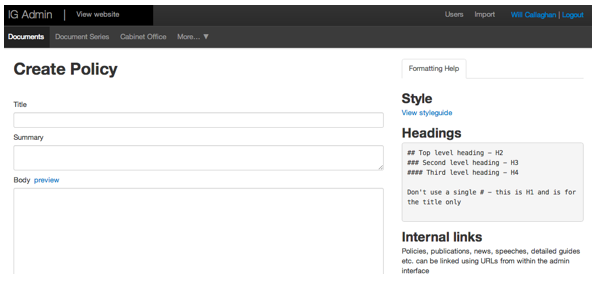 IG Admin | View website Users Import Will Callaghan | Logout
Documents Document Series Cabinet Office More... ▼
Create Policy
Title
Summary
Body preview
Formatting Help
Style
View styleguide
Headings
## Top level heading – H2
### Second level heading – H3
#### Third level heading – H4
Don't use a single # – this is H1 and is for
the title only
Internal links
Policies, publications, news, speeches, detailed guides
etc. can be linked using URLs from within the admin
interface